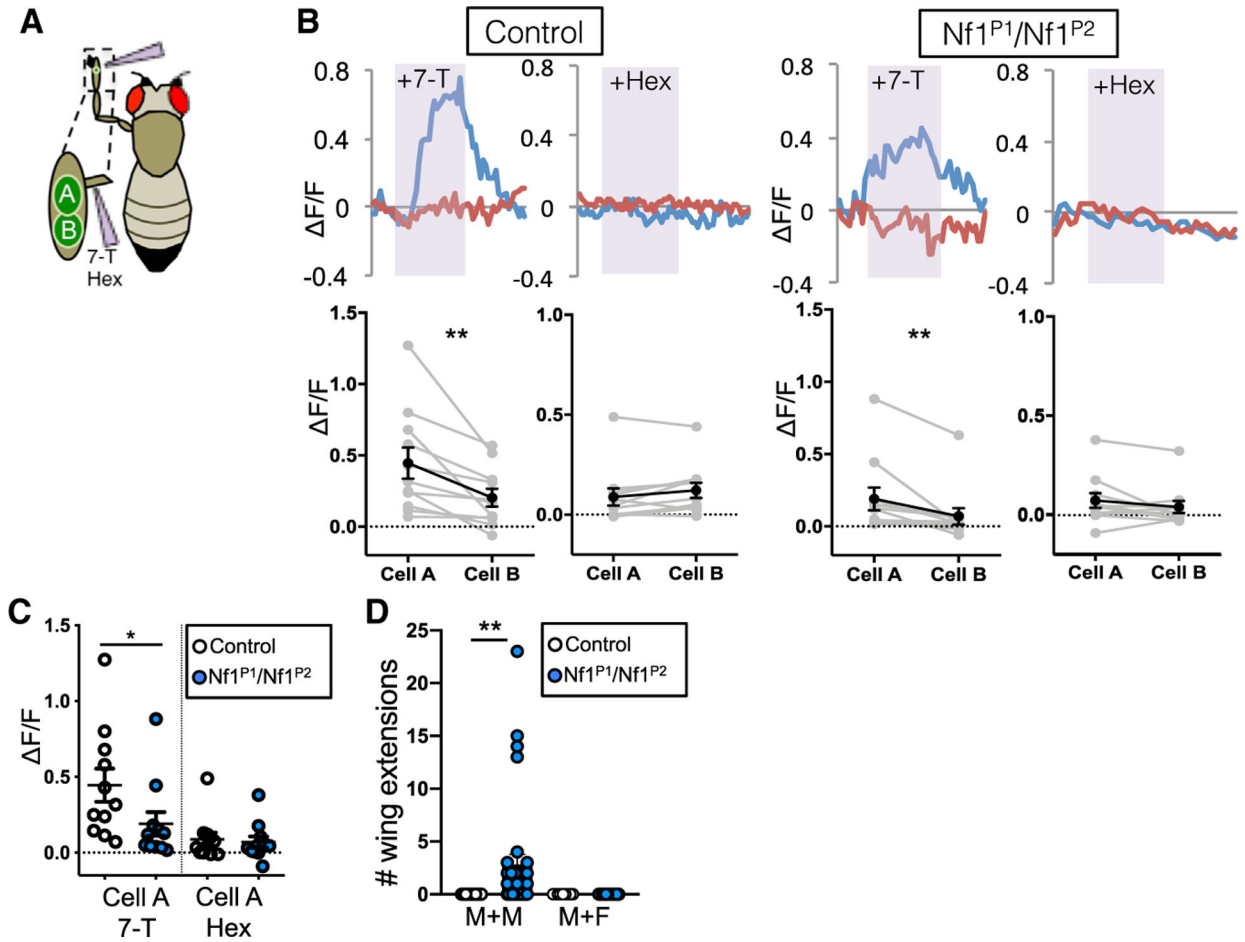 A
A
B
7-T
Hex
B
Control
Nf1P1/Nf1P2
0.8
0.4
0
-0.4
ΔF/F
+7-T
0.8
0.4
0
-0.4
+Hex
0.8
0.4
0
-0.4
ΔF/F
+7-T
0.8
0.4
0
-0.4
+Hex
1.5
1.0
0.5
0.0
ΔF/F
**
Cell A Cell B
1.0
0.5
0.0
Cell A Cell B
1.5
1.0
0.5
0.0
ΔF/F
**
Cell A Cell B
1.0
0.5
0.0
Cell A Cell B
C
1.5
1.0
0.5
0.0
ΔF/F
*
Control
Nf1P1/Nf1P2
Cell A Cell A
7-T Hex
D
25
20
15
10
5
0
# wing extensions
**
Control
Nf1P1/Nf1P2
M+M M+F